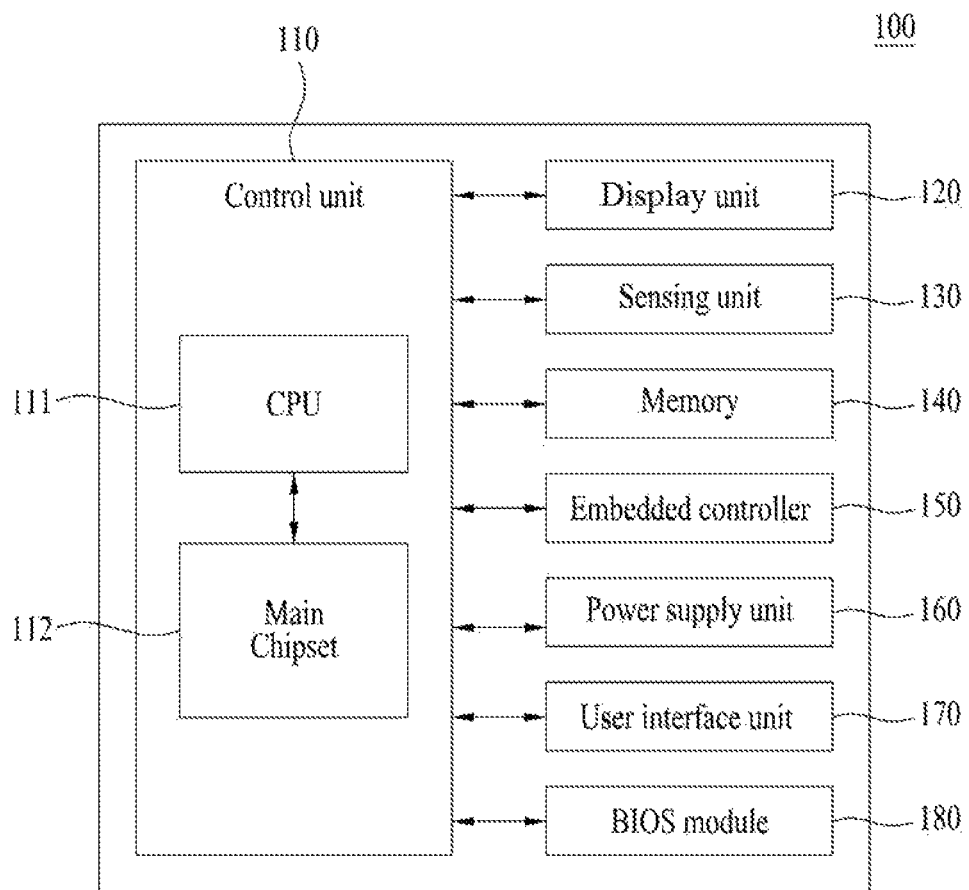 100
110
Control unit
Display unit
120
Sensing unit
130
CPU
111
Memory
140
Embedded controller
150
Main
Chipset
112
Power supply unit
160
User interface unit
170
BIOS module
180